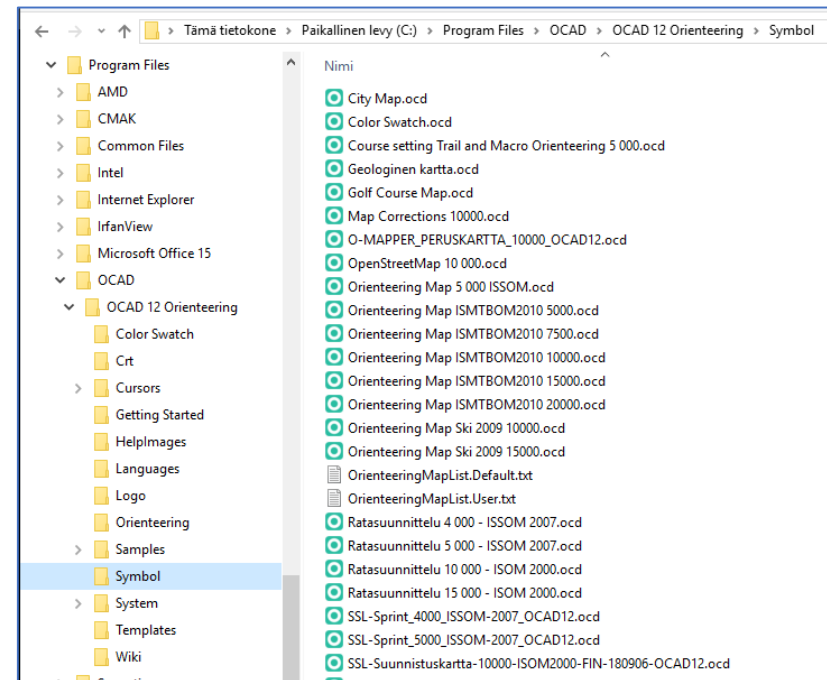 Tämä tietokone > Paikallinen levy (C:) > Program Files > OCAD > OCAD 12 Orienteering > Symbol
Program Files
AMD
CMAK
Common Files
Intel
Internet Explorer
IrfanView
Microsoft Office 15
OCAD
OCAD 12 Orienteering
Color Swatch
Crt
Cursors
Getting Started
HelpImages
Languages
Logo
Orienteering
Samples
Symbol
System
Templates
Wiki
Nimi
City Map.ocd
Color Swatch.ocd
Course setting Trail and Macro Orienteering 5 000.ocd
Geologinen kartta.ocd
Golf Course Map.ocd
Map Corrections 10000.ocd
O-MAPPER_PERUSKARTTA_10000_OCAD12.ocd
OpenStreetMap 10 000.ocd
Orienteering Map 5 000 ISSOM.ocd
Orienteering Map ISMTBOM2010 5000.ocd
Orienteering Map ISMTBOM2010 7500.ocd
Orienteering Map ISMTBOM2010 10000.ocd
Orienteering Map ISMTBOM2010 15000.ocd
Orienteering Map ISMTBOM2010 20000.ocd
Orienteering Map Ski 2009 10000.ocd
Orienteering Map Ski 2009 15000.ocd
OrienteeringMapList.Default.txt
OrienteeringMapList.User.txt
Ratasuunnittelu 4 000 - ISSOM 2007.ocd
Ratasuunnittelu 5 000 - ISSOM 2007.ocd
Ratasuunnittelu 10 000 - ISOM 2000.ocd
Ratasuunnittelu 15 000 - ISOM 2000.ocd
SSL-Sprint_4000_ISSOM-2007_OCAD12.ocd
SSL-Sprint_5000_ISSOM-2007_OCAD12.ocd
SSL-Suunnistuskartta-10000-ISOM2000-FIN-180906-OCAD12.ocd